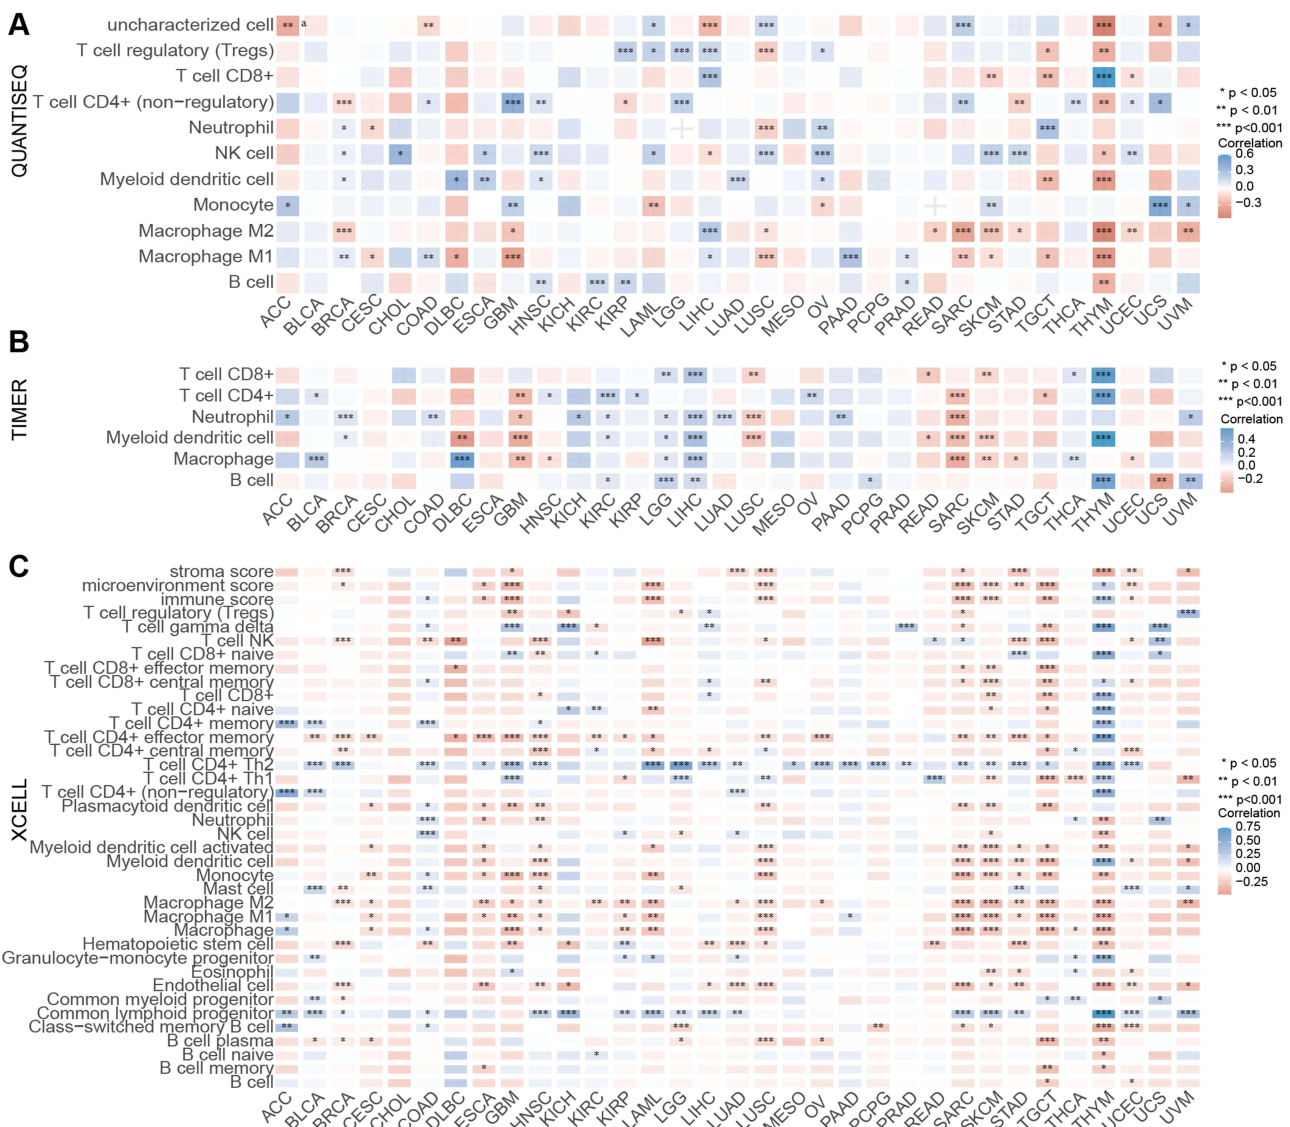 A
QUANTISEQ
uncharacterized cell
a
T cell regulatory (Tregs)
T cell CD8+
T cell CD4+ (non−regulatory)
Neutrophil
NK cell
Myeloid dendritic cell
Monocyte
Macrophage M2
Macrophage M1
B cell
* p < 0.05
** p < 0.01
*** p<0.001
Correlation
0.6
0.3
0.0
−0.3
ACC BLCA BRCA CESC CHOL COAD DLBC ESCA GBM HNSC KICH KIRC KIRP LAML LGG LIHC LUAD LUSC MESO OV PAAD PCPG PRAD READ SARC SKCM STAD TGCT THCA THYM UCEC UCS UVM
B
TIMER
T cell CD8+
T cell CD4+
Neutrophil
Myeloid dendritic cell
Macrophage
B cell
* p < 0.05
** p < 0.01
*** p<0.001
Correlation
0.4
0.2
0.0
−0.2
ACC BLCA BRCA CESC CHOL COAD DLBC ESCA GBM HNSC KICH KIRC KIRP LGG LIHC LUAD LUSC MESO OV PAAD PCPG PRAD READ SARC SKCM STAD TGCT THCA THYM UCEC UCS UVM
C
XCELL
stroma score
microenvironment score
immune score
T cell regulatory (Tregs)
T cell gamma delta
T cell NK
T cell CD8+ naive
T cell CD8+ effector memory
T cell CD8+ central memory
T cell CD8+
T cell CD4+ naive
T cell CD4+ memory
T cell CD4+ effector memory
T cell CD4+ central memory
T cell CD4+ Th2
T cell CD4+ Th1
T cell CD4+ (non−regulatory)
Plasmacytoid dendritic cell
Neutrophil
NK cell
Myeloid dendritic cell activated
Myeloid dendritic cell
Monocyte
Mast cell
Macrophage M2
Macrophage M1
Macrophage
Hematopoietic stem cell
Granulocyte−monocyte progenitor
Eosinophil
Endothelial cell
Common myeloid progenitor
Common lymphoid progenitor
Class−switched memory B cell
B cell plasma
B cell naive
B cell memory
B cell
* p < 0.05
** p < 0.01
*** p<0.001
Correlation
0.75
0.50
0.25
0.00
−0.25
ACC BLCA BRCA CESC CHOL COAD DLBC ESCA GBM HNSC KICH KIRC KIRP LAML LGG LIHC LUAD LUSC MESO OV PAAD PCPG PRAD READ SARC SKCM STAD TGCT THCA THYM UCEC UCS UVM